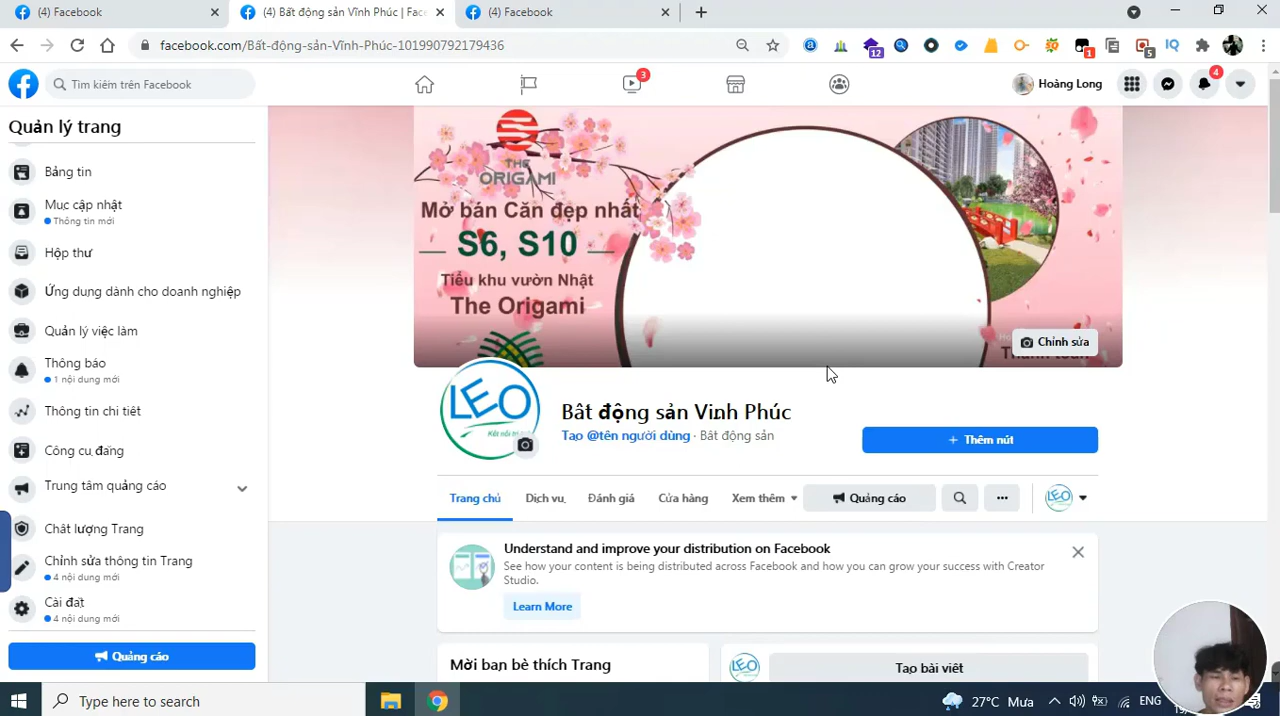 (4) Facebook
(4) Bất động sản Vĩnh Phúc | Fac
(4) Facebook
facebook.com/Bất-động-sản-Vĩnh-Phúc-101990792179436
12
1
5
IQ
Tìm kiếm trên Facebook
3
Hoàng Long
4
Quản lý trang
Bảng tin
Mục cập nhật
Thông tin mới
Hộp thư
Ứng dụng dành cho doanh nghiệp
Quản lý việc làm
Thông báo
1 nội dung mới
Thông tin chi tiết
Công cụ đăng
Trung tâm quảng cáo
Chất lượng Trang
Chỉnh sửa thông tin Trang
4 nội dung mới
Cài đặt
4 nội dung mới
Quảng cáo
THE
ORIGAMI
Mở bán Căn đẹp nhất
S6, S10
Tiểu khu vườn Nhật
The Origami
Chỉnh sửa
Thanh toán
LEO
Bất động sản Vĩnh Phúc
Tạo @tên người dùng · Bất động sản
Thêm nút
Trang chủ
Dịch vụ
Đánh giá
Cửa hàng
Xem thêm
Quảng cáo
LEO
Understand and improve your distribution on Facebook
See how your content is being distributed across Facebook and how you can grow your success with Creator
Studio.
Learn More
Mời bạn bè thích Trang
LEO
Tạo bài viết
Type here to search
27°C Mưa
ENG